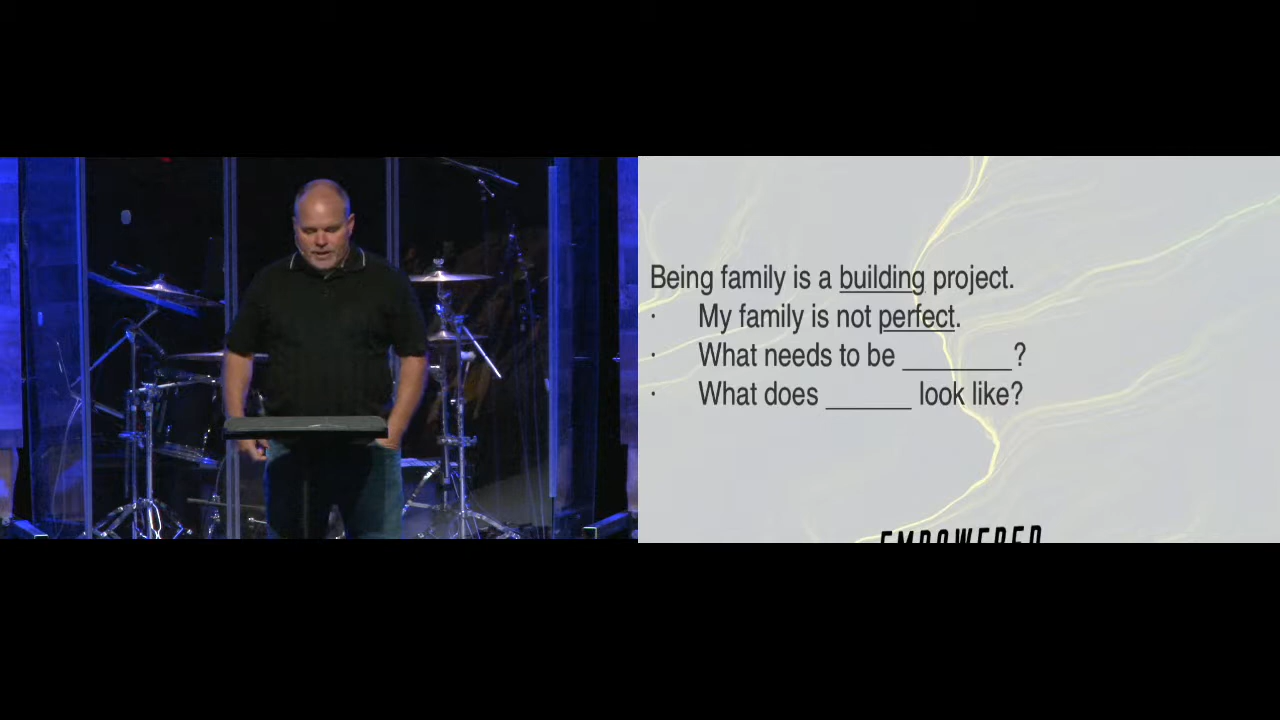 Being family is a building project.
· My family is not perfect.
· What needs to be ________?
· What does ______ look like?
EMPOWERED